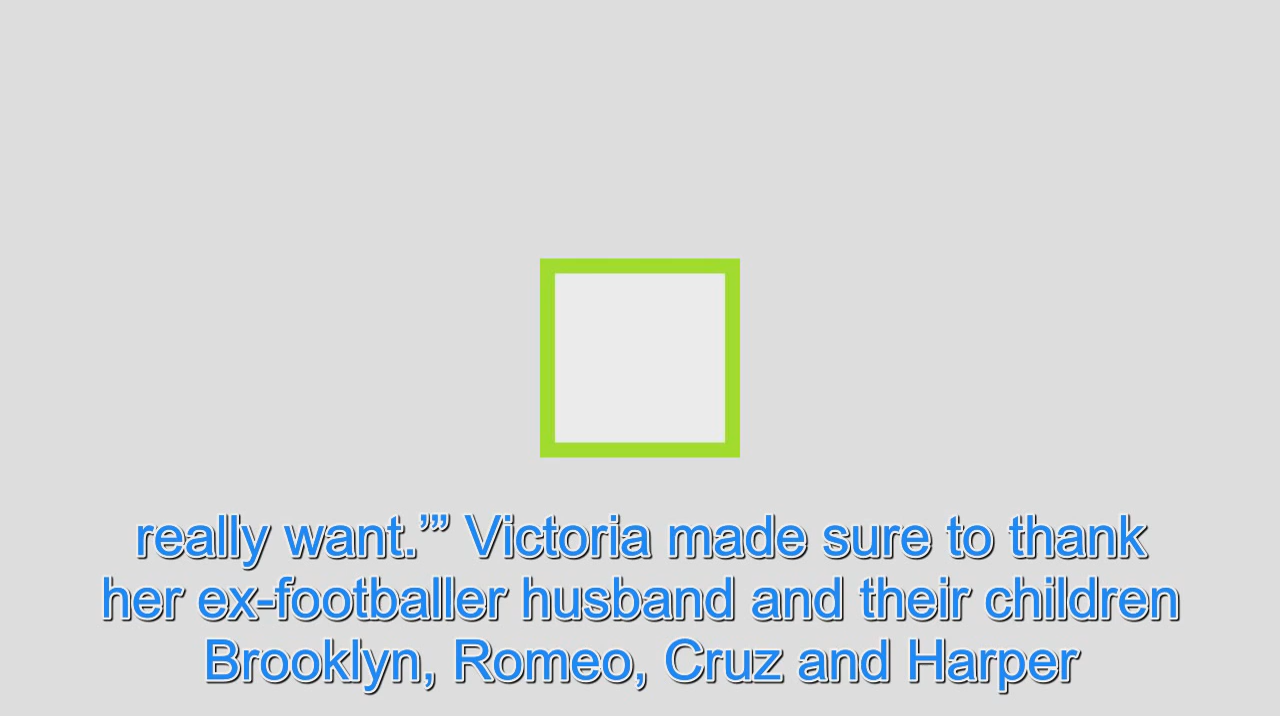 really want.’” Victoria made sure to thank
her ex-footballer husband and their children
Brooklyn, Romeo, Cruz and Harper